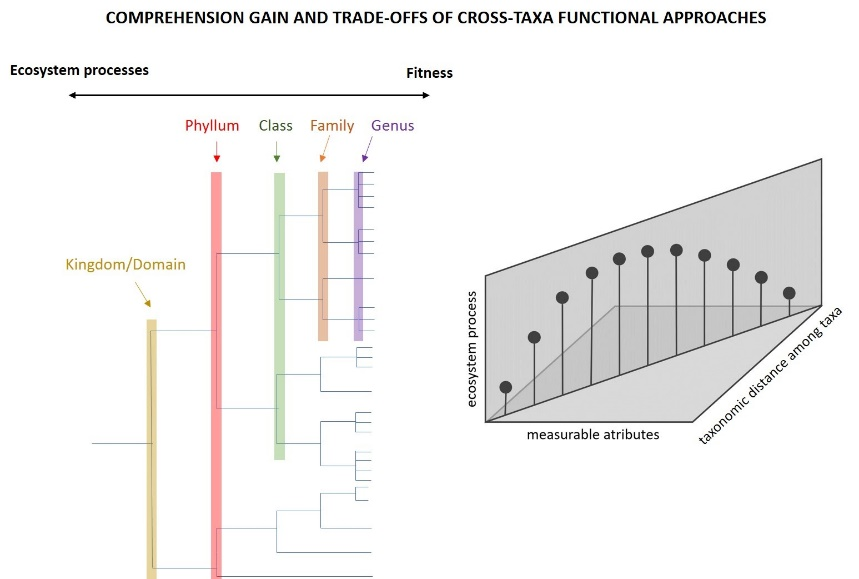 COMPREHENSION GAIN AND TRADE-OFFS OF CROSS-TAXA FUNCTIONAL APPROACHES
Ecosystem processes
Fitness
Phyllum
Class
Family
Genus
Kingdom/Domain
ecosystem process
measurable atributes
taxonomic distance among taxa